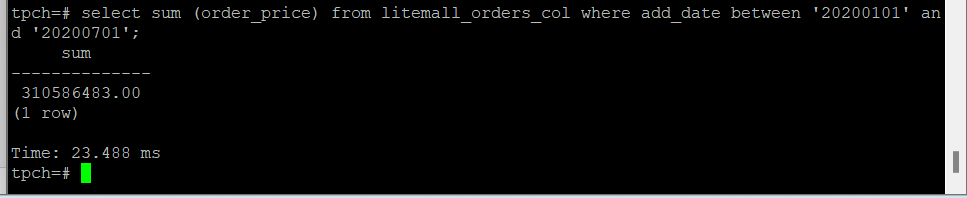 tpch=# select sum (order_price) from litemall_orders_col where add_date between '20200101' an
d '20200701';
     sum
--------------
 310586483.00
(1 row)

Time: 23.488 ms
tpch=#